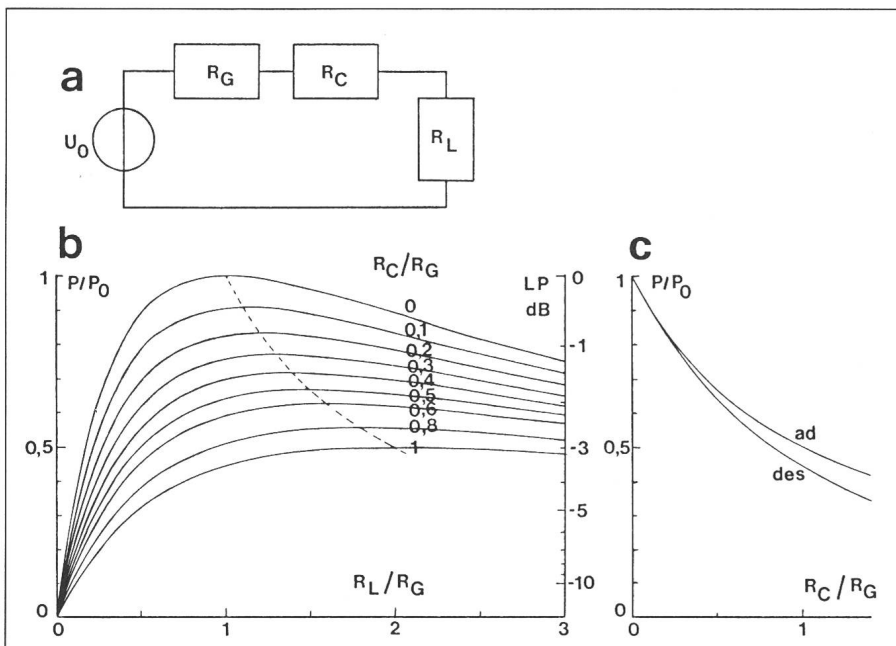 a
R_G
R_C
R_L
U_0
b
P/P_0
R_C/R_G
LP
dB
1
0,5
0
0
0,1
0,2
0,3
0,4
0,5
0,6
0,8
1
0
-1
-3
-5
-10
R_L/R_G
0
1
2
3
c
P/P_0
1
0,5
0
ad
des
R_C/R_G
0
1